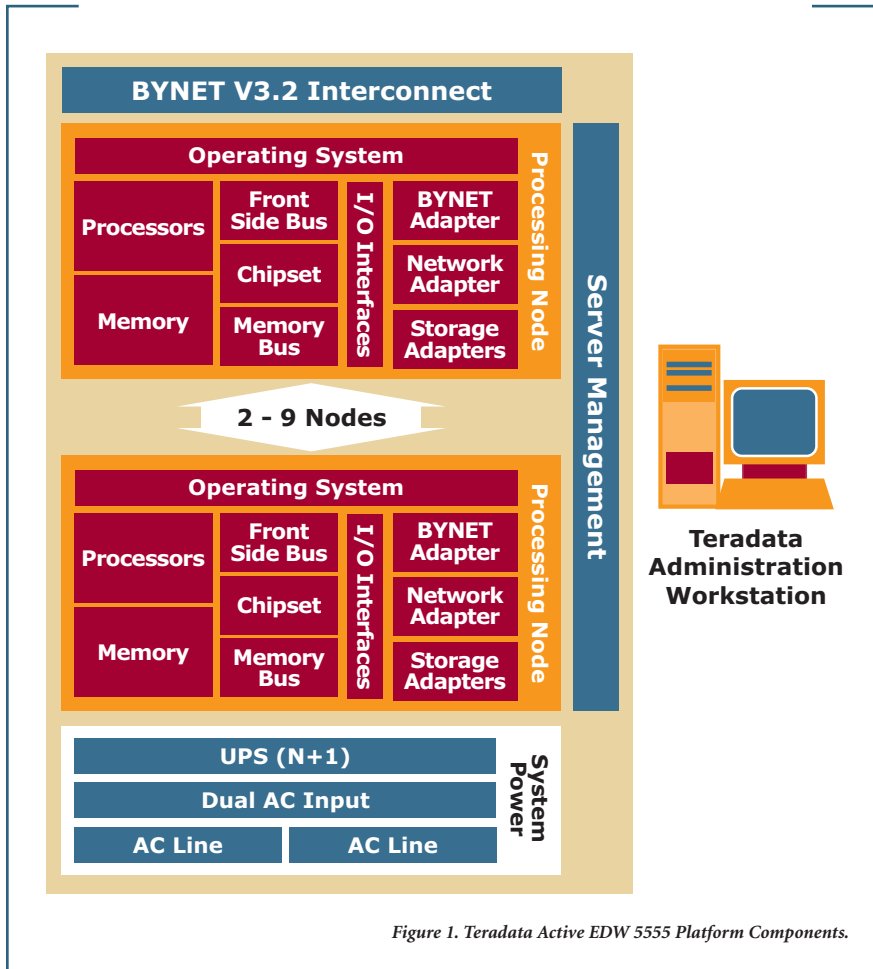 BYNET V3.2 Interconnect
Operating System
Processors
Memory
Front
Side Bus
Chipset
Memory
Bus
I/O Interfaces
BYNET
Adapter
Network
Adapter
Storage
Adapters
Processing Node
2 - 9 Nodes
Operating System
Processors
Memory
Front
Side Bus
Chipset
Memory
Bus
I/O Interfaces
BYNET
Adapter
Network
Adapter
Storage
Adapters
Processing Node
Server Management
UPS (N+1)
Dual AC Input
AC Line
AC Line
System
Power
Teradata
Administration
Workstation
Figure 1. Teradata Active EDW 5555 Platform Components.